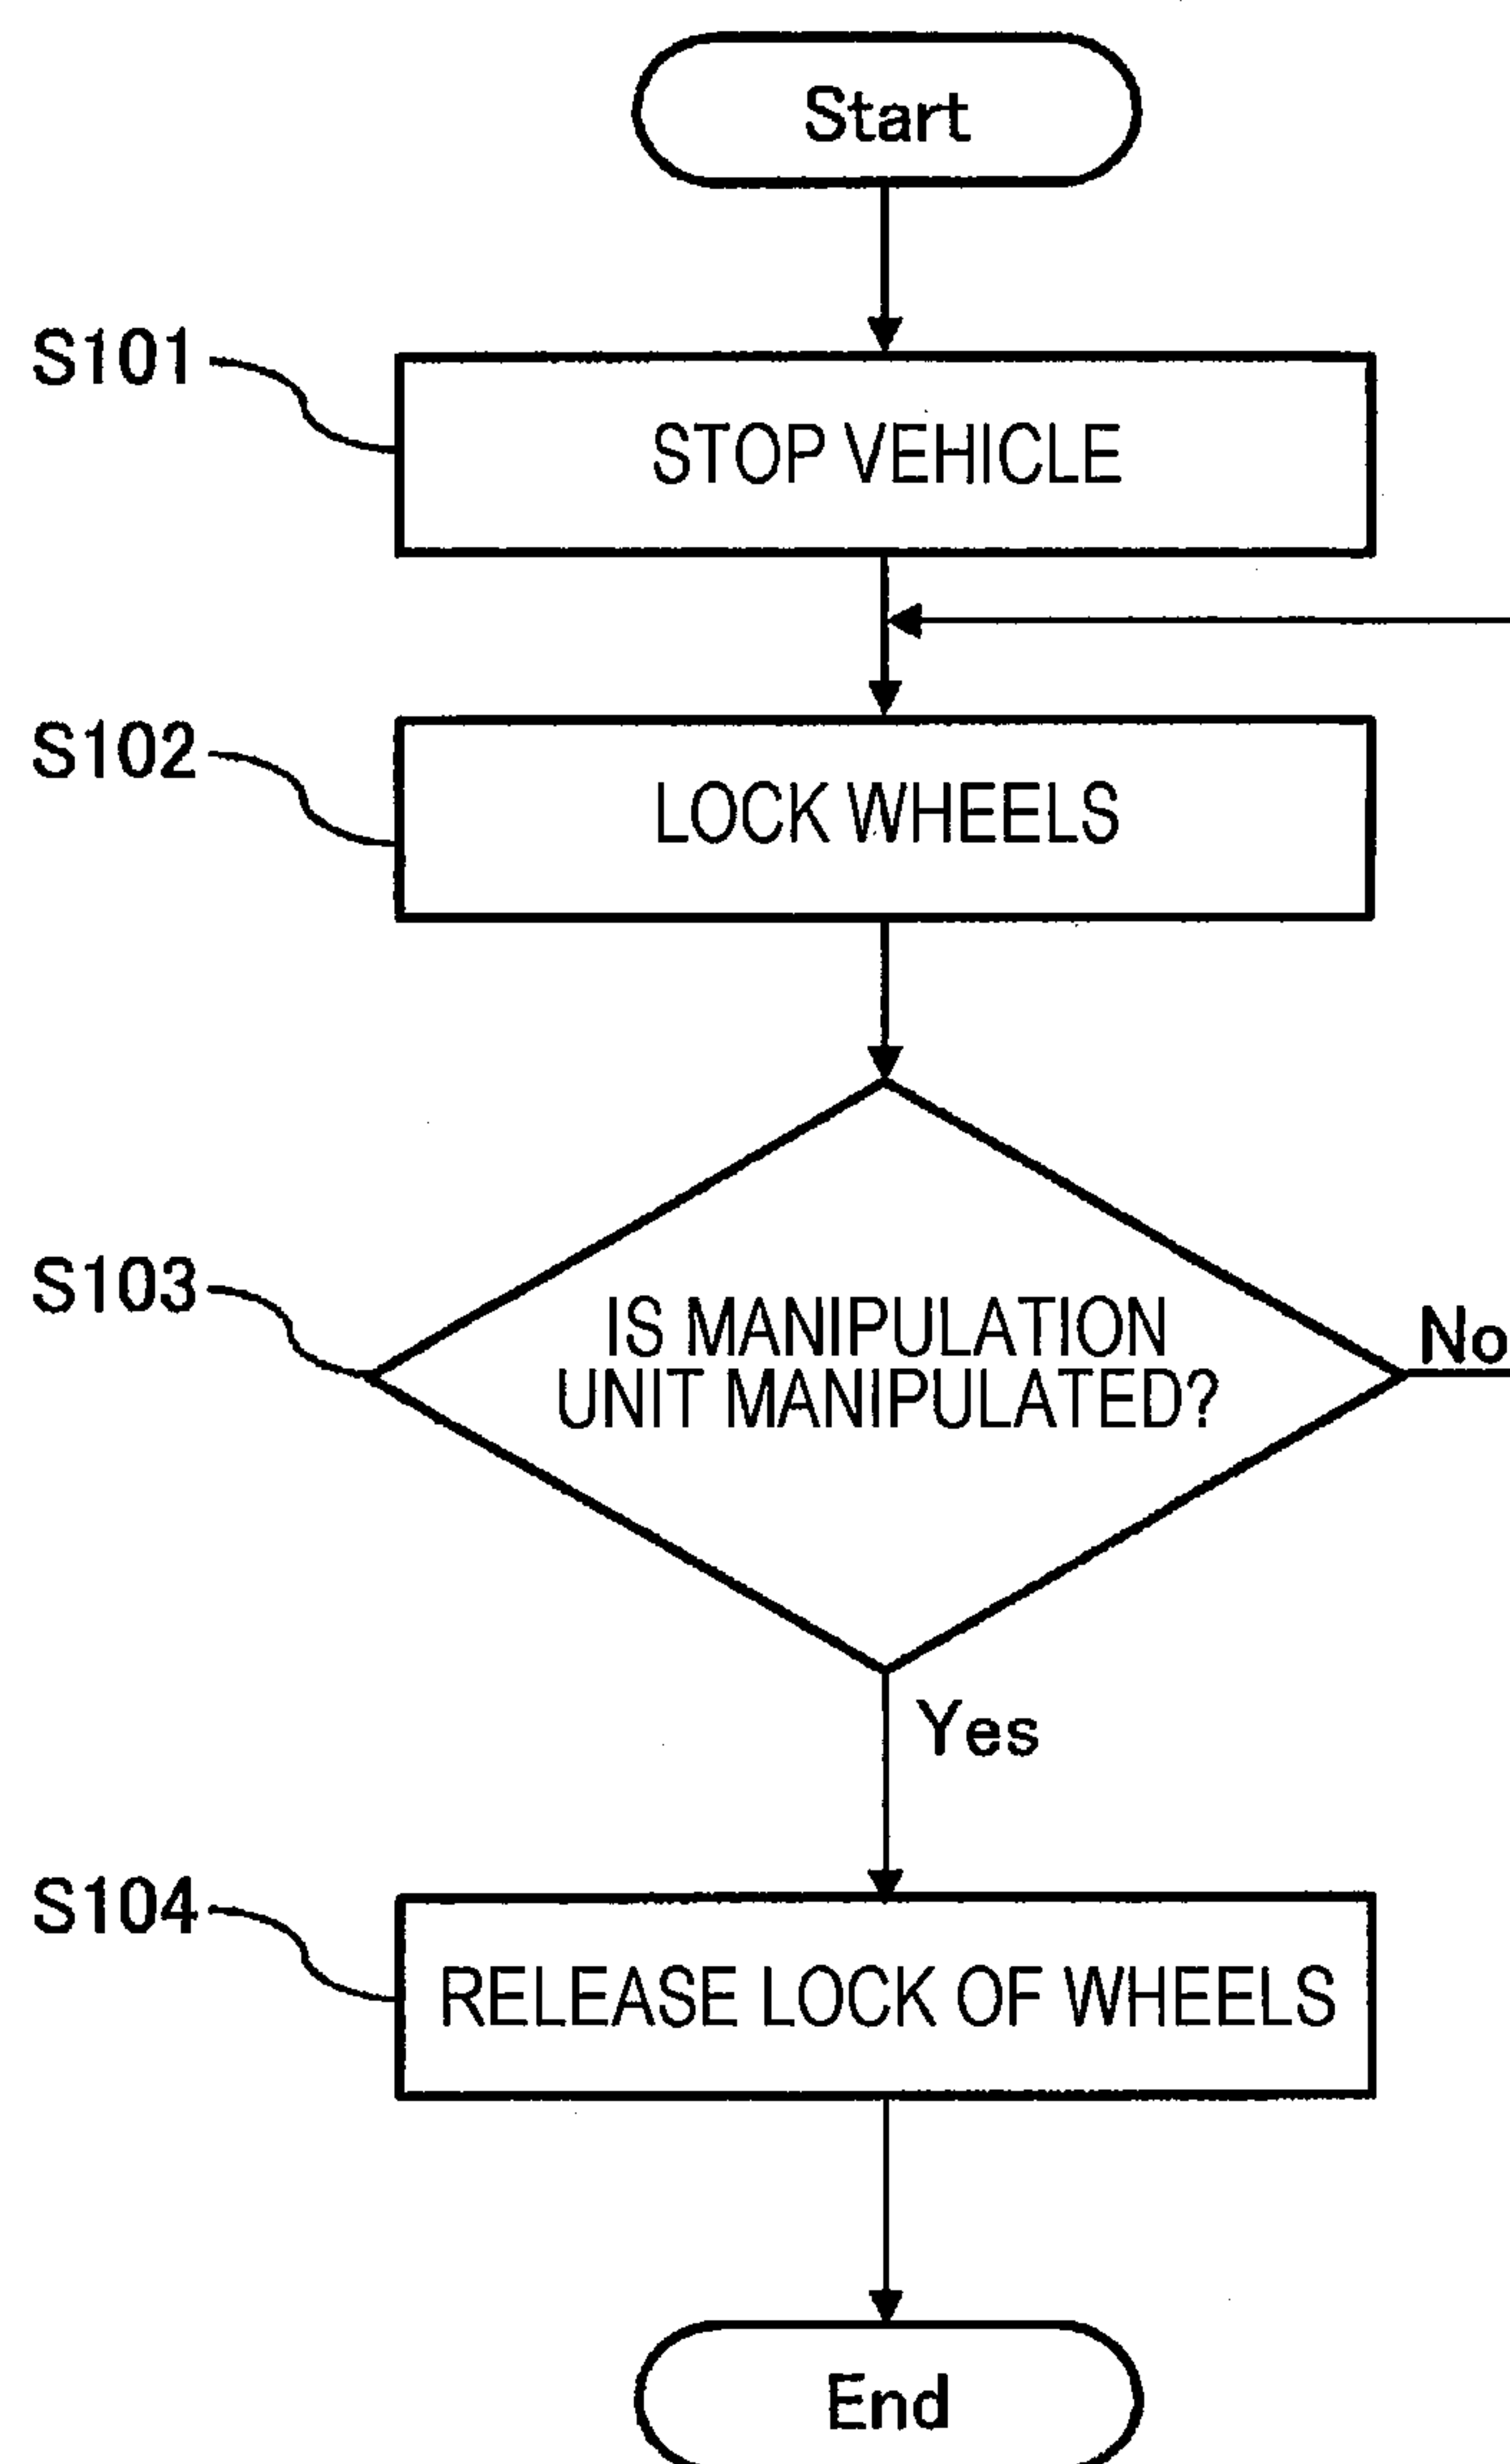 Start
S101
STOP VEHICLE
S102
LOCK WHEELS
S103
IS MANIPULATION
UNIT MANIPULATED?
No
Yes
S104
RELEASE LOCK OF WHEELS
End